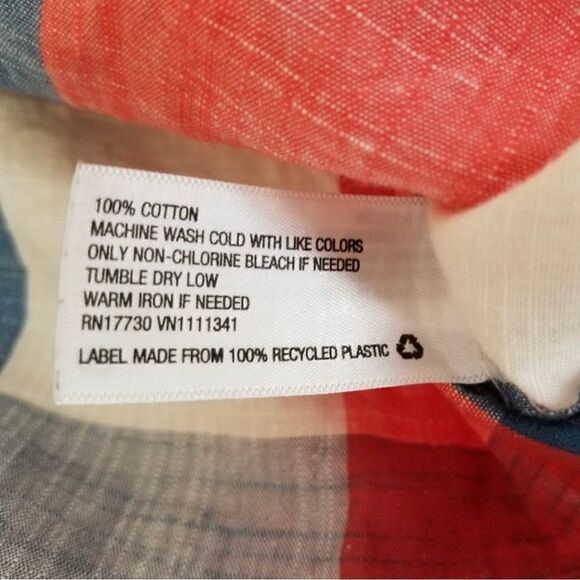 100% COTTON
MACHINE WASH COLD WITH LIKE COLORS
ONLY NON-CHLORINE BLEACH IF NEEDED
TUMBLE DRY LOW
WARM IRON IF NEEDED
RN17730 VN1111341
LABEL MADE FROM 100% RECYCLED PLASTIC